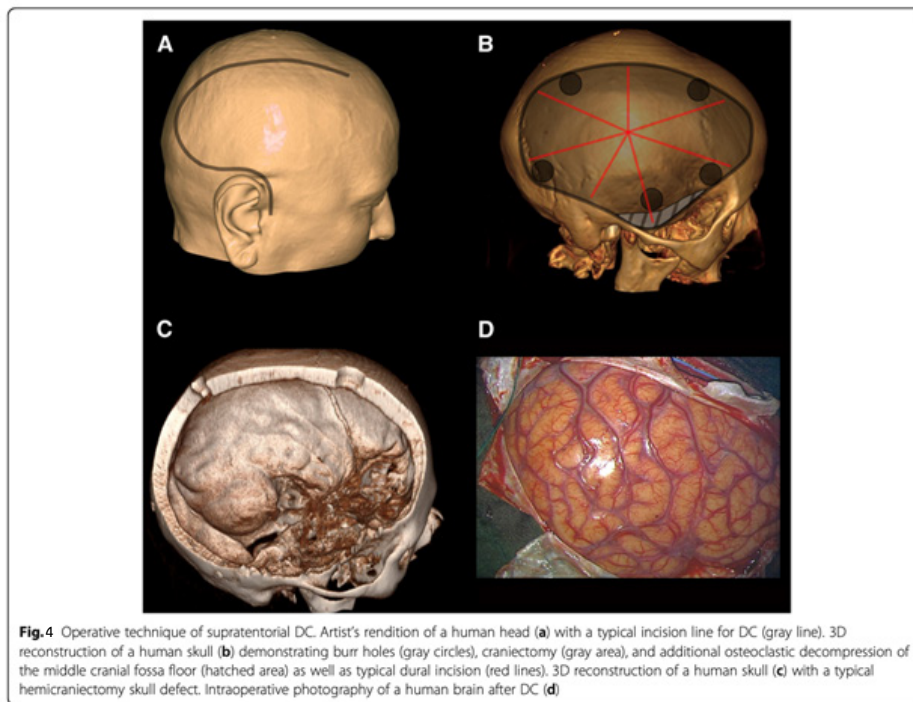 A
B
C
D
Fig. 4 Operative technique of supratentorial DC. Artist's rendition of a human head (a) with a typical incision line for DC (gray line). 3D
reconstruction of a human skull (b) demonstrating burr holes (gray circles), craniectomy (gray area), and additional osteoclastic decompression of
the middle cranial fossa floor (hatched area) as well as typical dural incision (red lines). 3D reconstruction of a human skull (c) with a typical
hemicraniectomy skull defect. Intraoperative photography of a human brain after DC (d)